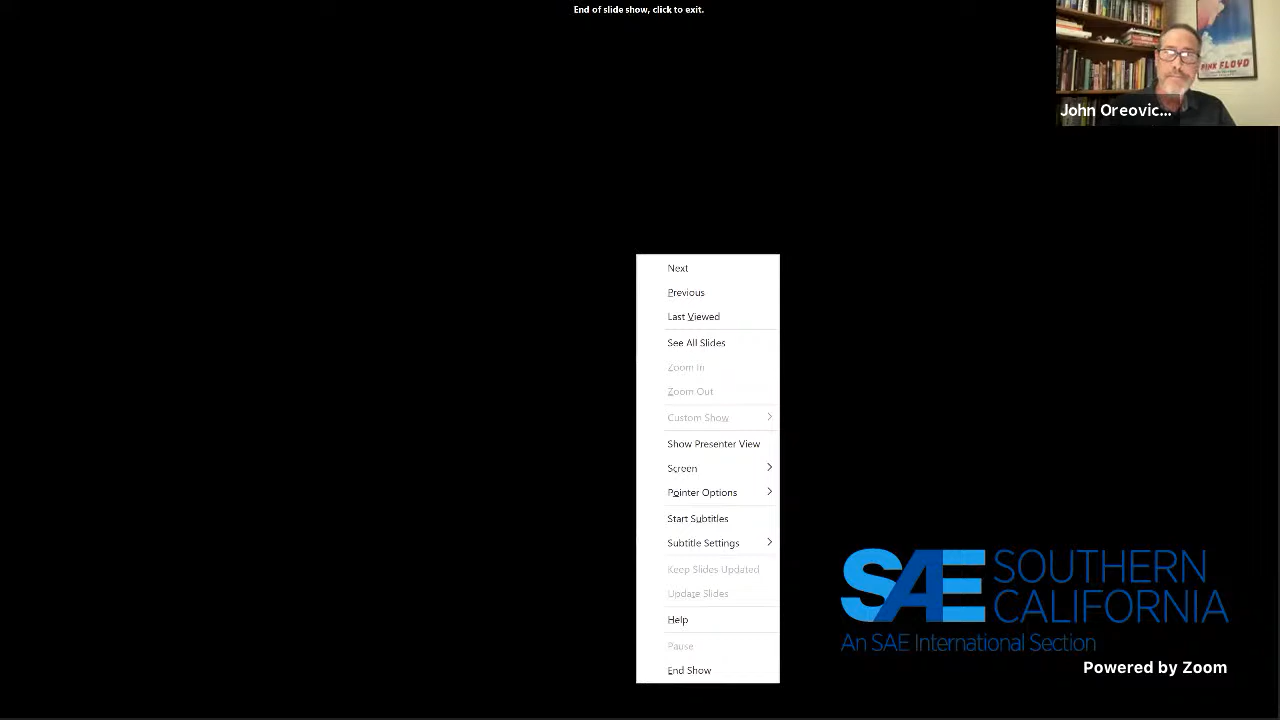 End of slide show, click to exit.
PINK FLOYD
John Oreovic...
Next
Previous
Last Viewed
See All Slides
Zoom In
Zoom Out
Custom Show
Show Presenter View
Screen
Pointer Options
Start Subtitles
Subtitle Settings
Keep Slides Updated
Update Slides
Help
Pause
End Show
SAE SOUTHERN
CALIFORNIA
An SAE International Section
Powered by Zoom